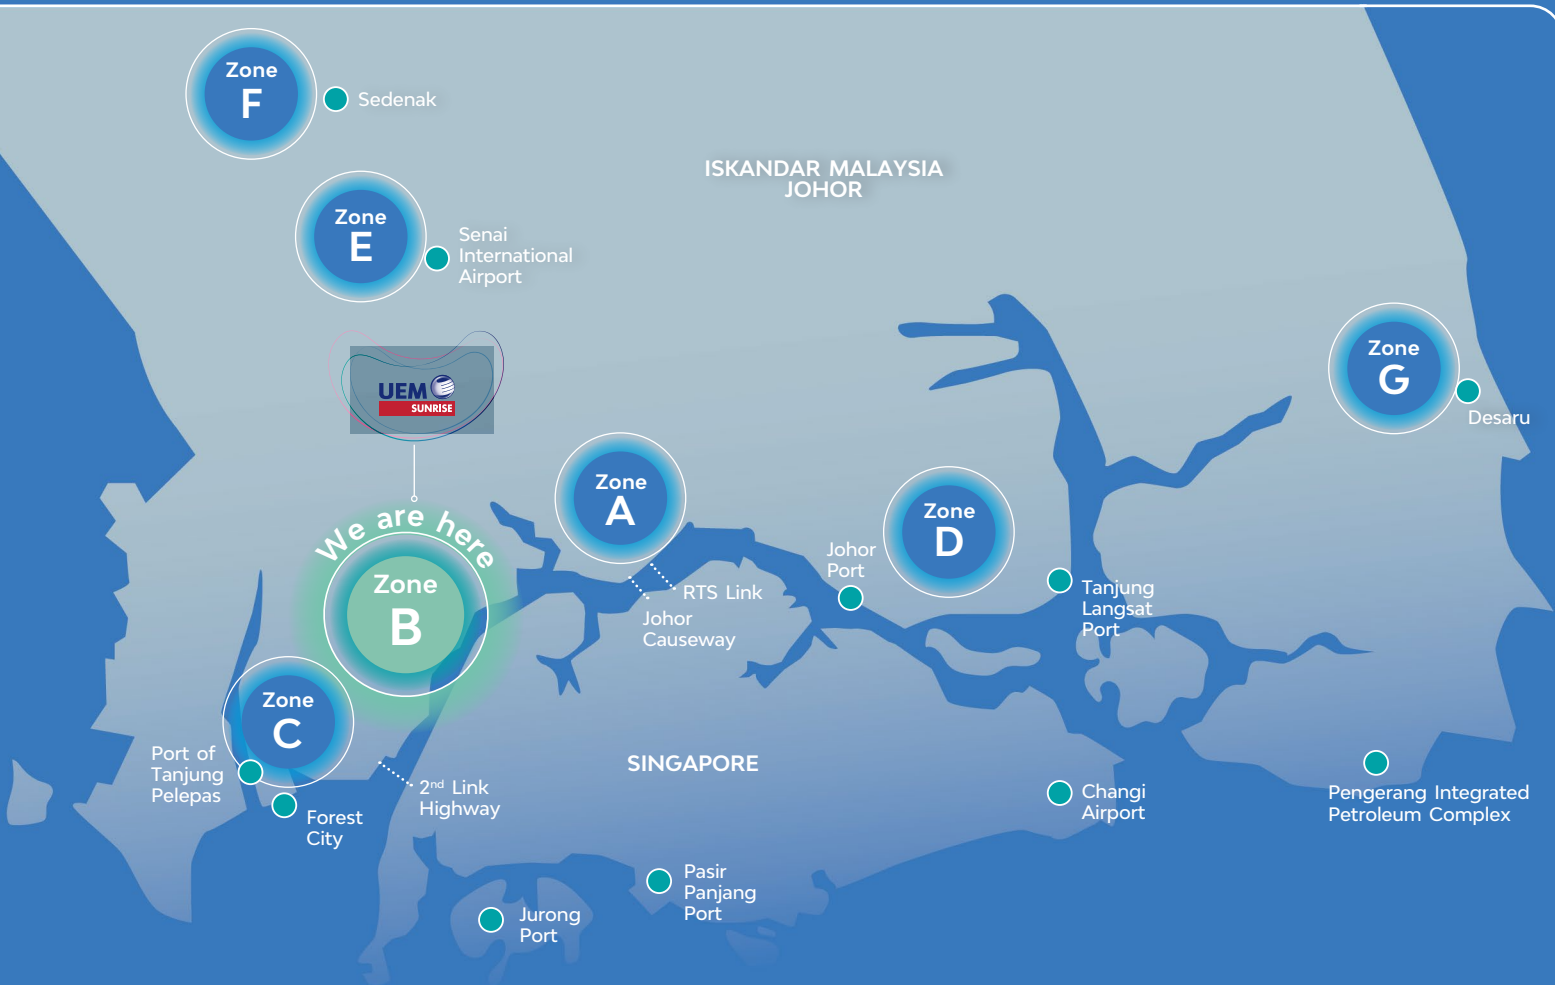 Zone
F
Sedenak
ISKANDAR MALAYSIA
JOHOR
Zone
E
Senai
International
Airport
Zone
G
Desaru
UEM
SUNRISE
We are here
Zone
B
Zone
A
RTS Link
Johor
Causeway
Johor
Port
Zone
D
Tanjung
Langsat
Port
Zone
C
Port of
Tanjung
Pelepas
Forest
City
2nd Link
Highway
SINGAPORE
Changi
Airport
Pengerang Integrated
Petroleum Complex
Pasir
Panjang
Port
Jurong
Port